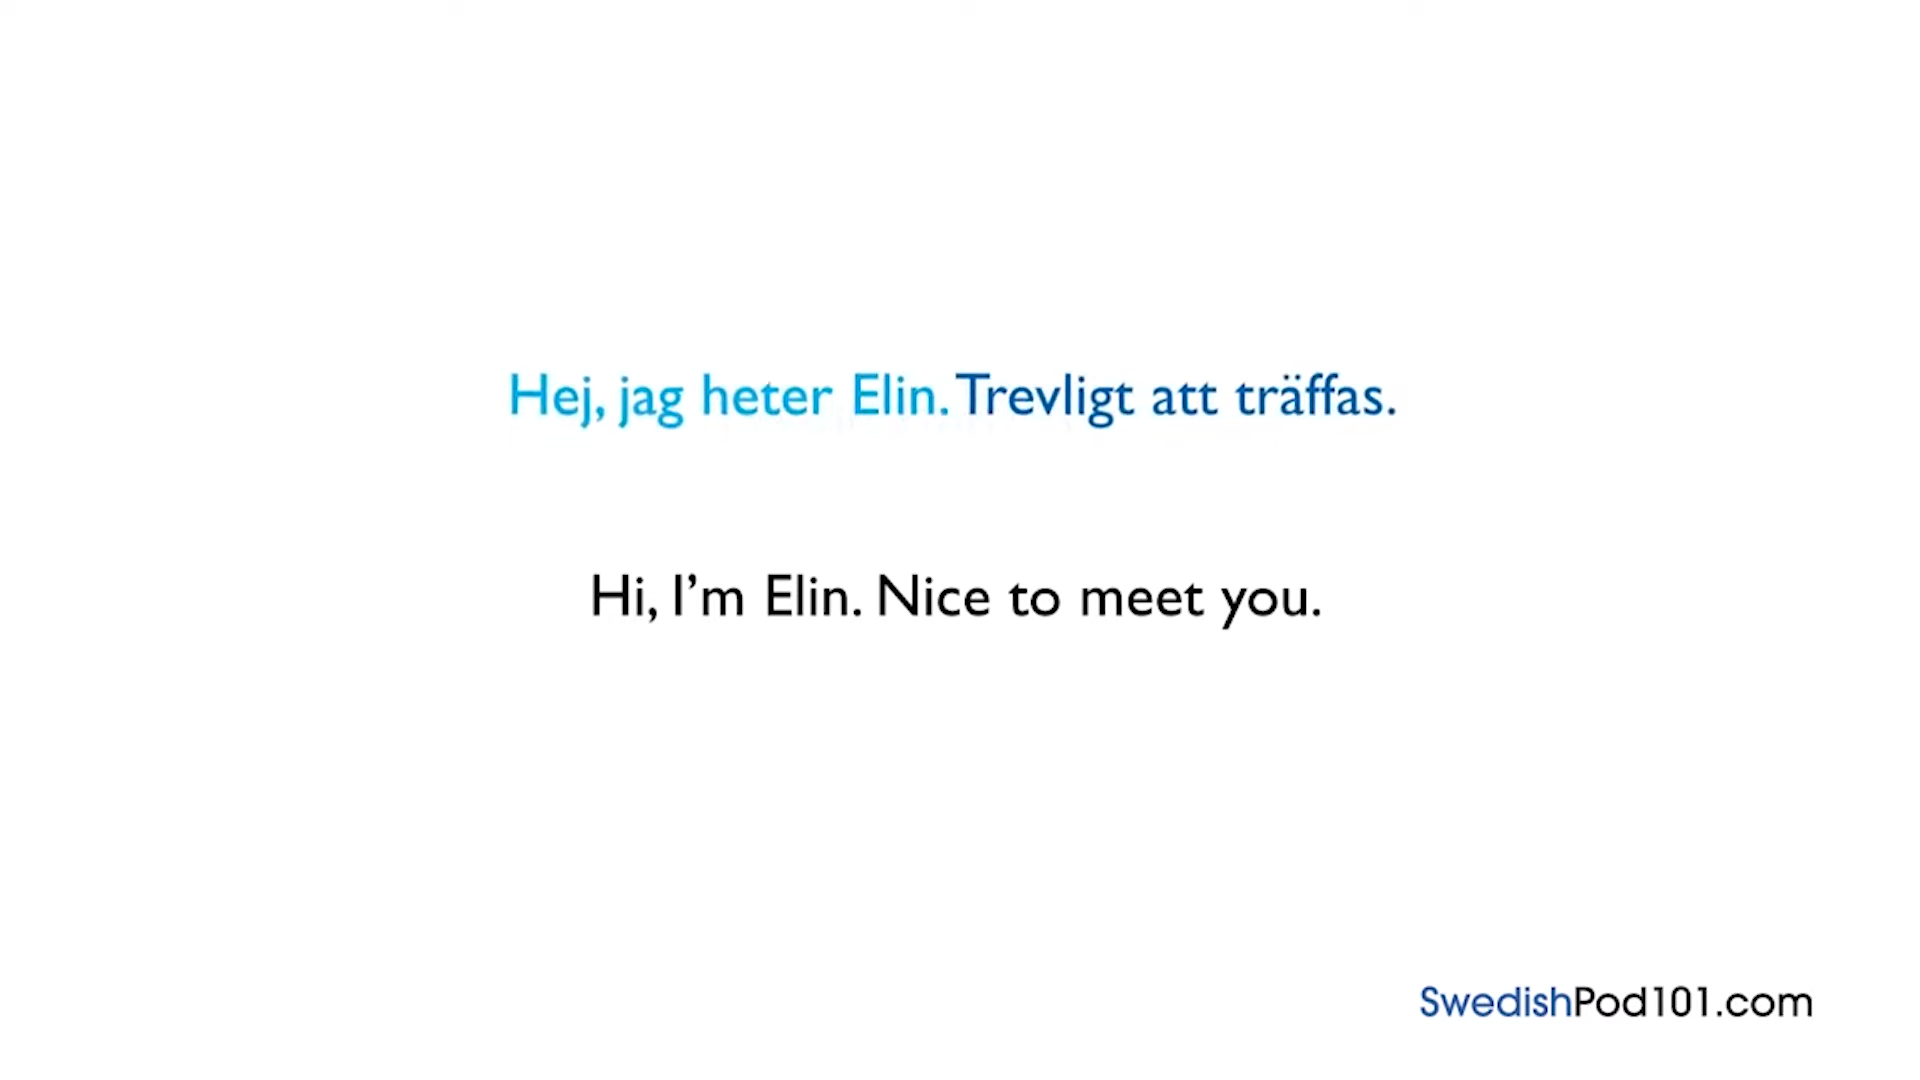 Hej, jag heter Elin. Trevligt att träffas.
Hi, I’m Elin. Nice to meet you.
SwedishPod101.com